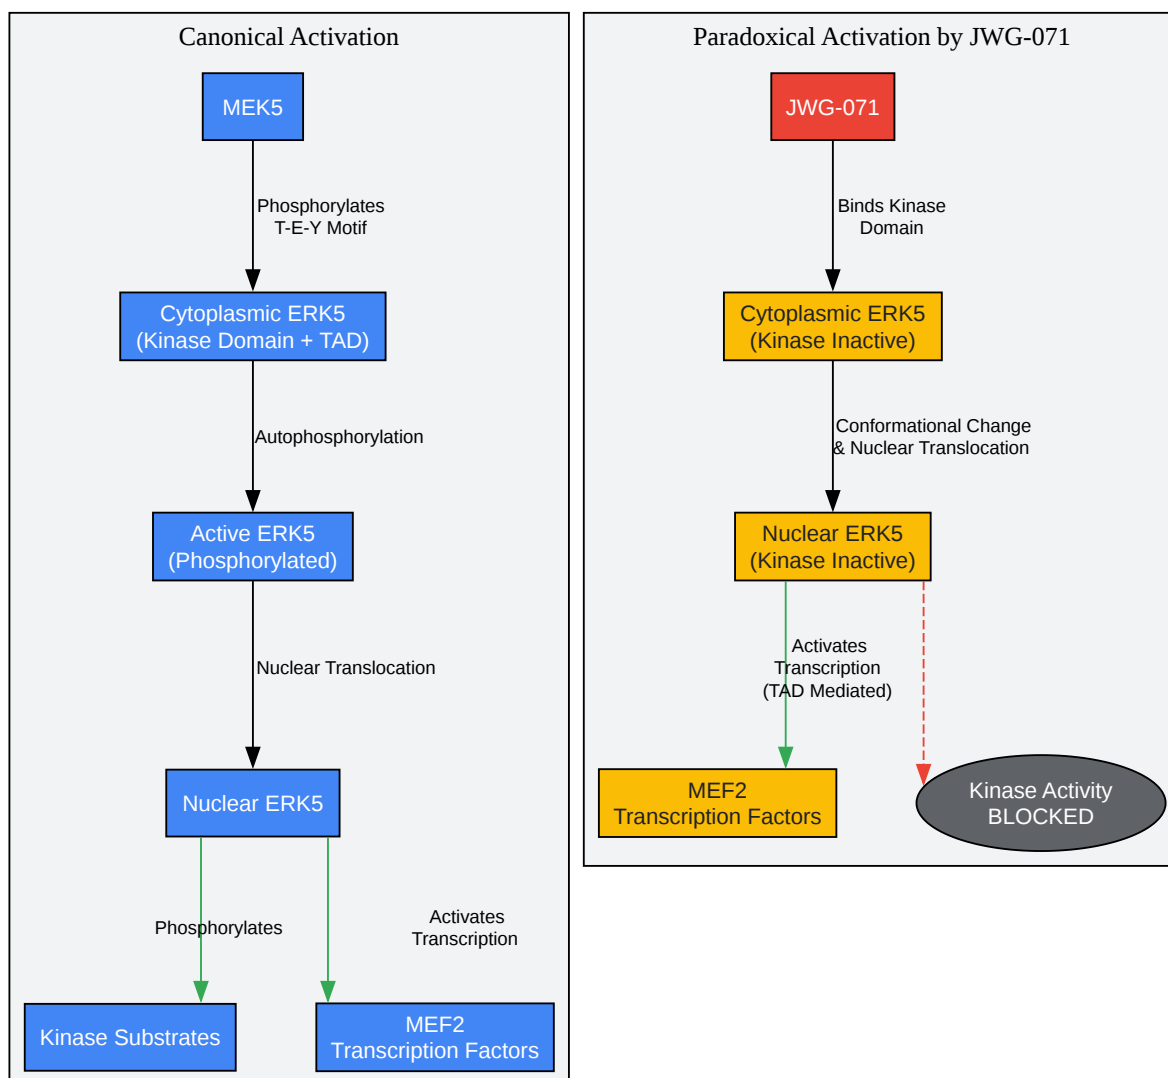 Canonical Activation
MEK5
Phosphorylates
T-E-Y Motif
Cytoplasmic ERK5
(Kinase Domain + TAD)
Autophosphorylation
Active ERK5
(Phosphorylated)
Nuclear Translocation
Nuclear ERK5
Phosphorylates
Activates
Transcription
Kinase Substrates
MEF2
Transcription Factors
Paradoxical Activation by JWG-071
JWG-071
Binds Kinase
Domain
Cytoplasmic ERK5
(Kinase Inactive)
Conformational Change
& Nuclear Translocation
Nuclear ERK5
(Kinase Inactive)
Activates
Transcription
(TAD Mediated)
MEF2
Transcription Factors
Kinase Activity
BLOCKED